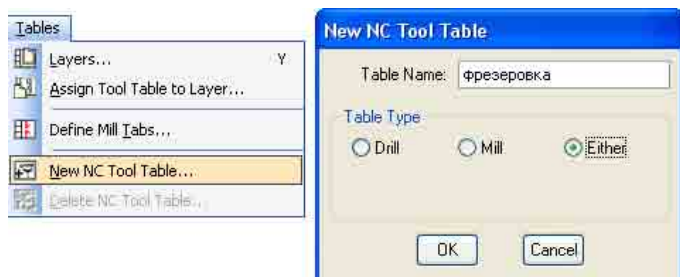 Tables
Layers... Y
Assign Tool Table to Layer...
Define Mill Tabs...
New NC Tool Table...
Delete NC Tool Table...
New NC Tool Table
Table Name: фрезеровка
Table Type
Drill Mill Either
OK Cancel